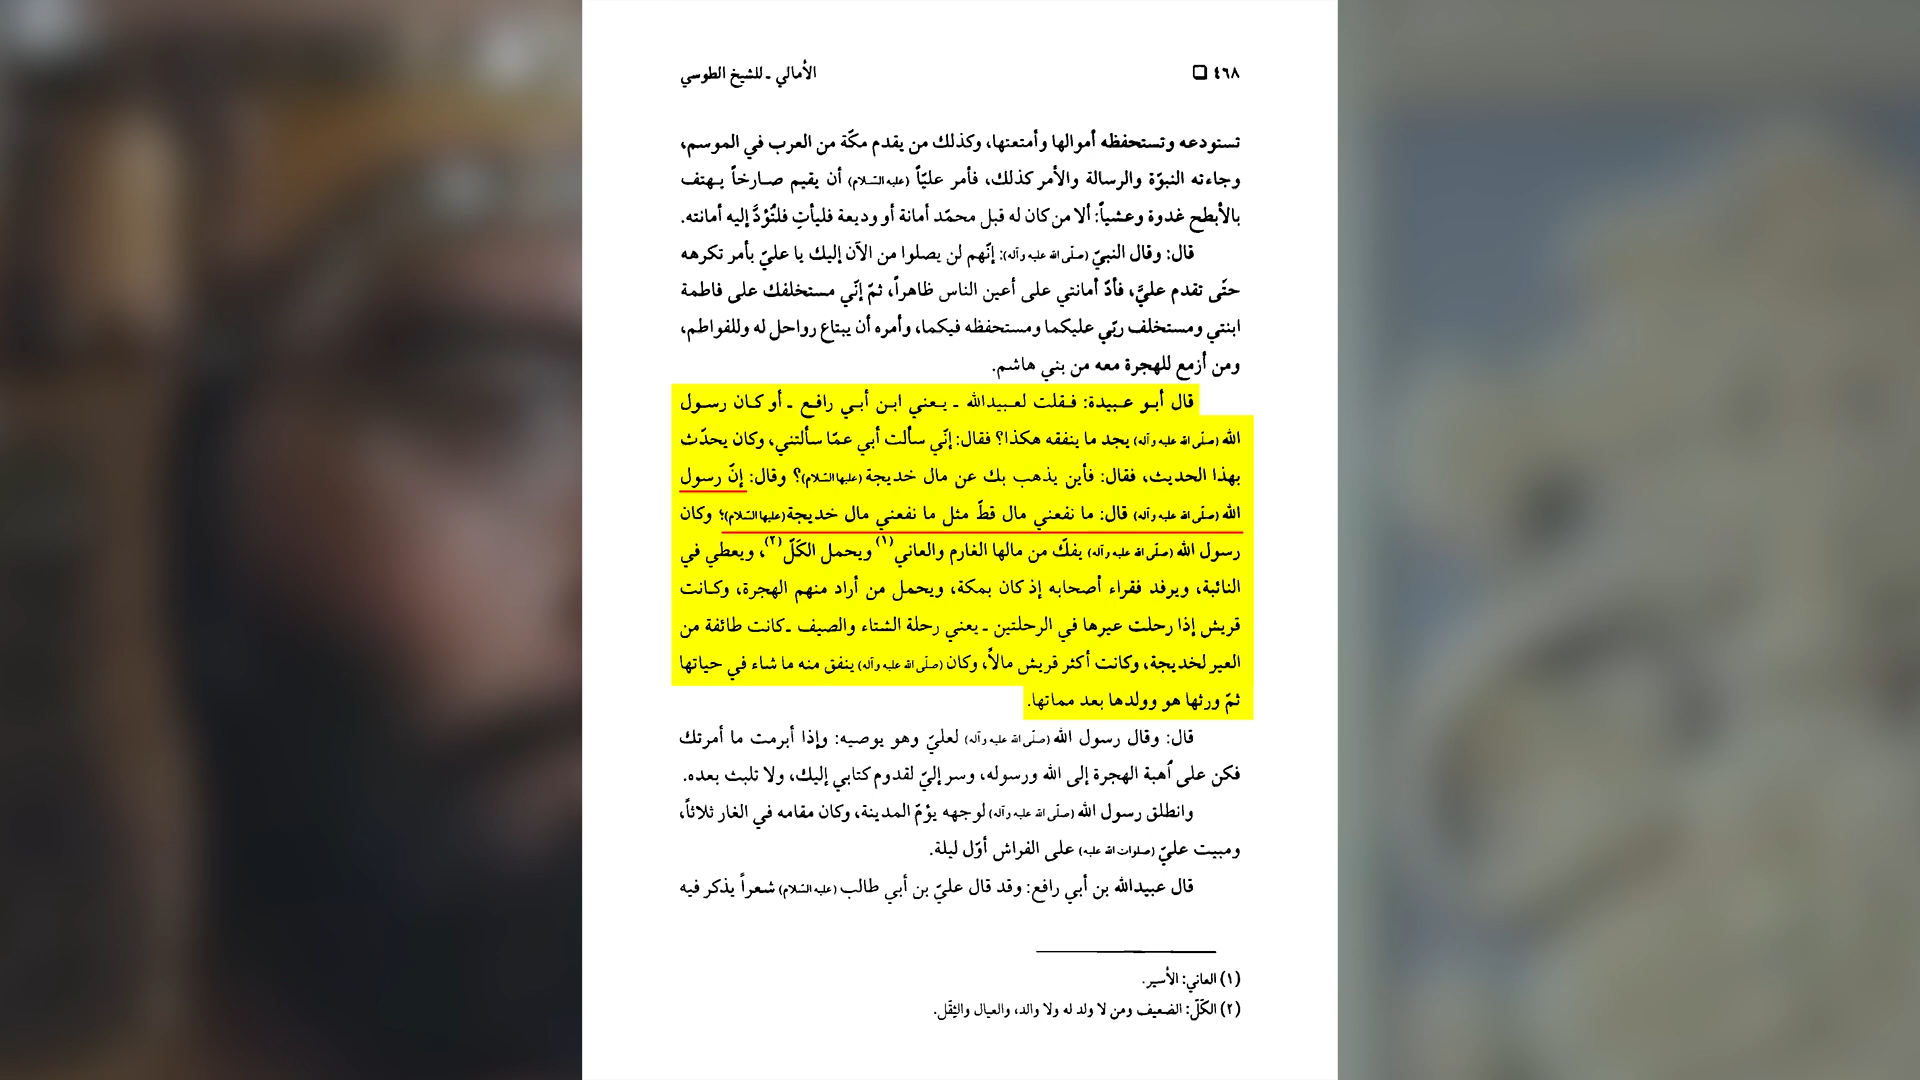 ٤٦٨ ❏ الأمالي ـ للشيخ الطوسي
تستودعه وتستحفظه أموالها وأمتعتها، وكذلك من يقدم مكّة من العرب في الموسم،
وجاءته النبوّة والرسالة والأمر كذلك، فأمر عليّاً (عليه السّلام) أن يقيم صارخاً يهتف
بالأبطح غدوة وعشياً: ألا من كان له قبل محمّد أمانة أو وديعة فليأتِ فلتُؤدَّ إليه أمانته.
قال: وقال النبيّ (صلّى الله عليه وآله): إنّهم لن يصلوا من الآن إليك يا عليّ بأمر تكرهه
حتّى تقدم عليَّ، فأدّ أمانتي على أعين الناس ظاهراً، ثمّ إنّي مستخلفك على فاطمة
ابنتي ومستخلف ربّي عليكما ومستحفظه فيكما، وأمره أن يبتاع رواحل له وللفواطم،
ومن أزمع للهجرة معه من بني هاشم.
قال أبو عبيدة: فقلت لعبيدالله ـ يعني ابن أبي رافع ـ أو كان رسول
الله (صلّى الله عليه وآله) يجد ما ينفقه هكذا؟ فقال: إنّي سألت أبي عمّا سألتني، وكان يحدّث
بهذا الحديث، فقال: فأين يذهب بك عن مال خديجة (عليها السّلام)؟ وقال: إنّ رسول
الله (صلّى الله عليه وآله) قال: ما نفعني مال قطّ مثل ما نفعني مال خديجة (عليها السّلام)؛ وكان
رسول الله (صلّى الله عليه وآله) يفكّ من مالها الغارم والعاني(١) ويحمل الكَلّ(٢)، ويعطي في
النائبة، ويرفد فقراء أصحابه إذ كان بمكة، ويحمل من أراد منهم الهجرة، وكانت
قريش إذا رحلت عيرها في الرحلتين ـ يعني رحلة الشتاء والصيف ـ كانت طائفة من
العير لخديجة، وكانت أكثر قريش مالاً، وكان (صلّى الله عليه وآله) ينفق منه ما شاء في حياتها
ثمّ ورثها هو وولدها بعد مماتها.
قال: وقال رسول الله (صلّى الله عليه وآله) لعليّ وهو يوصيه: وإذا أبرمت ما أمرتك
فكن على أهبة الهجرة إلى الله ورسوله، وسر إليّ لقدوم كتابي إليك، ولا تلبث بعده.
وانطلق رسول الله (صلّى الله عليه وآله) لوجهه يؤمّ المدينة، وكان مقامه في الغار ثلاثاً،
ومبيت عليّ (صلوات الله عليه) على الفراش أوّل ليلة.
قال عبيدالله بن أبي رافع: وقد قال عليّ بن أبي طالب (عليه السّلام) شعراً يذكر فيه
(١) العاني: الأسير.
(٢) الكَلّ: الضعيف ومن لا ولد له ولا والد، والعيال والثِقْل.